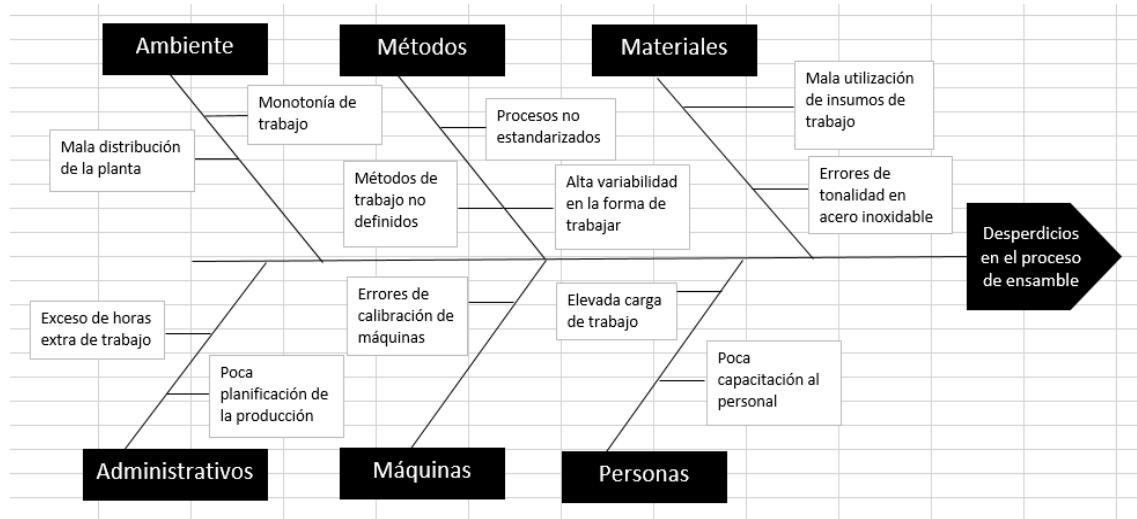 Ambiente
Métodos
Materiales
Monotonía de
trabajo
Mala distribución
de la planta
Procesos no
estandarizados
Métodos de
trabajo no
definidos
Alta variabilidad
en la forma de
trabajar
Mala utilización
de insumos de
trabajo
Errores de
tonalidad en
acero inoxidable
Desperdicios
en el proceso
de ensamble
Exceso de horas
extra de trabajo
Poca
planificación de
la producción
Errores de
calibración de
máquinas
Elevada carga
de trabajo
Poca
capacitación al
personal
Administrativos
Máquinas
Personas